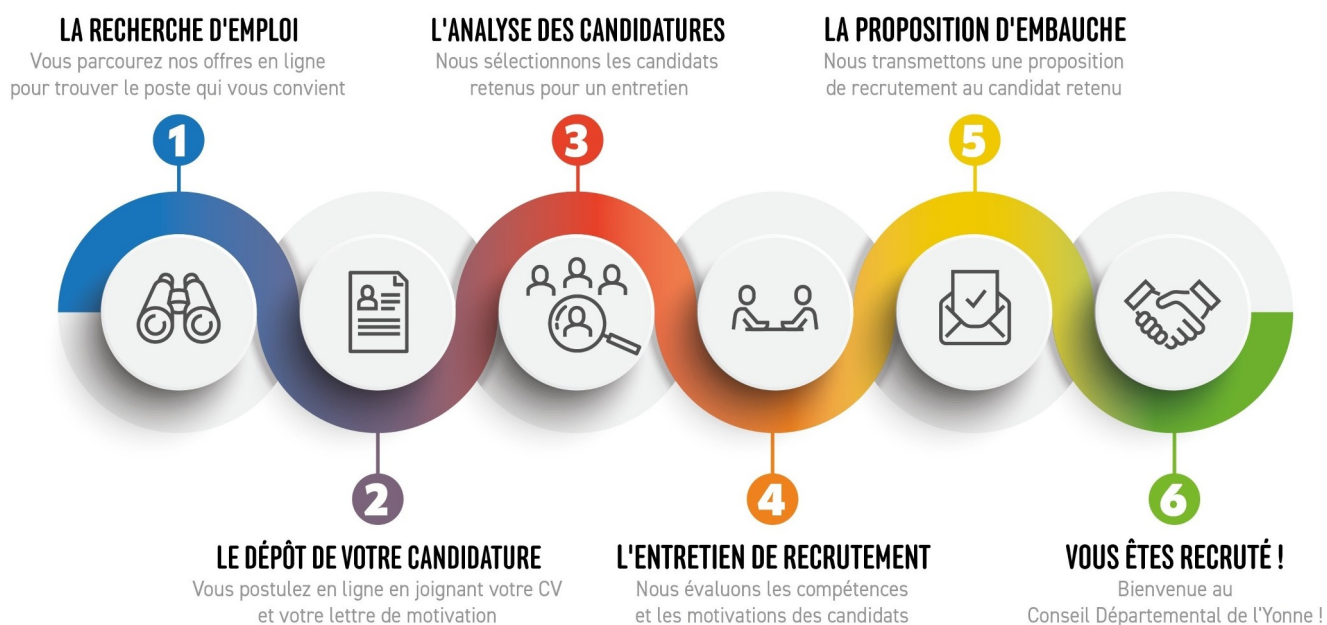 LA RECHERCHE D'EMPLOI
Vous parcourez nos offres en ligne
pour trouver le poste qui vous convient
1
2
LE DÉPÔT DE VOTRE CANDIDATURE
Vous postulez en ligne en joignant votre CV
et votre lettre de motivation
L'ANALYSE DES CANDIDATURES
Nous sélectionnons les candidats
retenus pour un entretien
3
4
L'ENTRETIEN DE RECRUTEMENT
Nous évaluons les compétences
et les motivations des candidats
LA PROPOSITION D'EMBAUCHE
Nous transmettons une proposition
de recrutement au candidat retenu
5
6
VOUS ÊTES RECRUTÉ !
Bienvenue au
Conseil Départemental de l'Yonne !